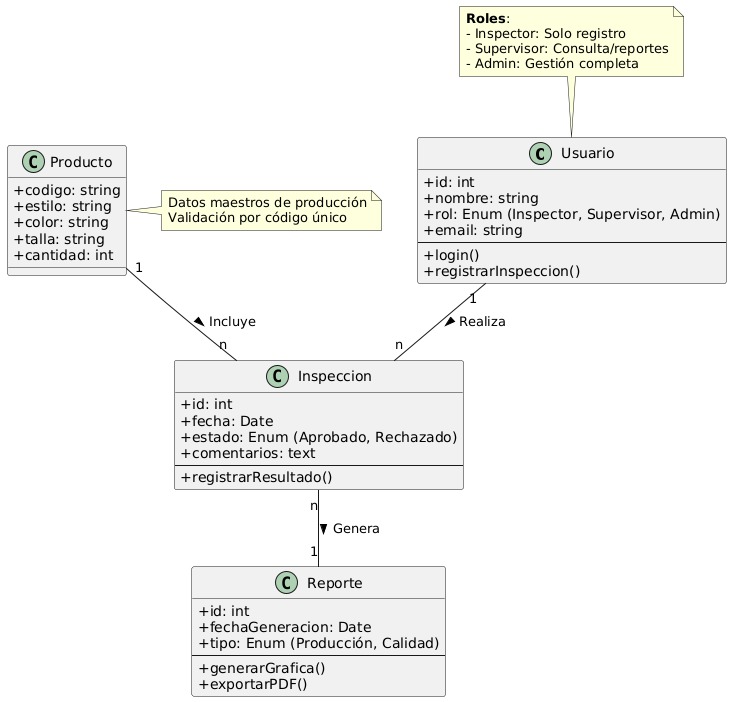 Roles:
- Inspector: Solo registro
- Supervisor: Consulta/reportes
- Admin: Gestión completa
C Producto
+codigo: string
+estilo: string
+color: string
+talla: string
+cantidad: int
Datos maestros de producción
Validación por código único
C Usuario
+id: int
+nombre: string
+rol: Enum (Inspector, Supervisor, Admin)
+email: string
+login()
+registrarInspeccion()
1
Incluye
n
1
Realiza
n
C Inspeccion
+id: int
+fecha: Date
+estado: Enum (Aprobado, Rechazado)
+comentarios: text
+registrarResultado()
n
Genera
1
C Reporte
+id: int
+fechaGeneracion: Date
+tipo: Enum (Producción, Calidad)
+generarGrafica()
+exportarPDF()